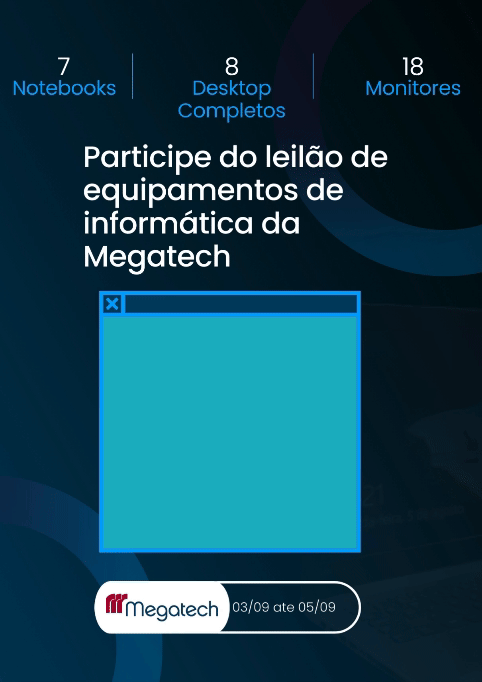 7
Notebooks
8
Desktop
Completos
18
Monitores
Participe do leilão de
equipamentos de
informática da
Megatech
Megatech
03/09 ate 05/09